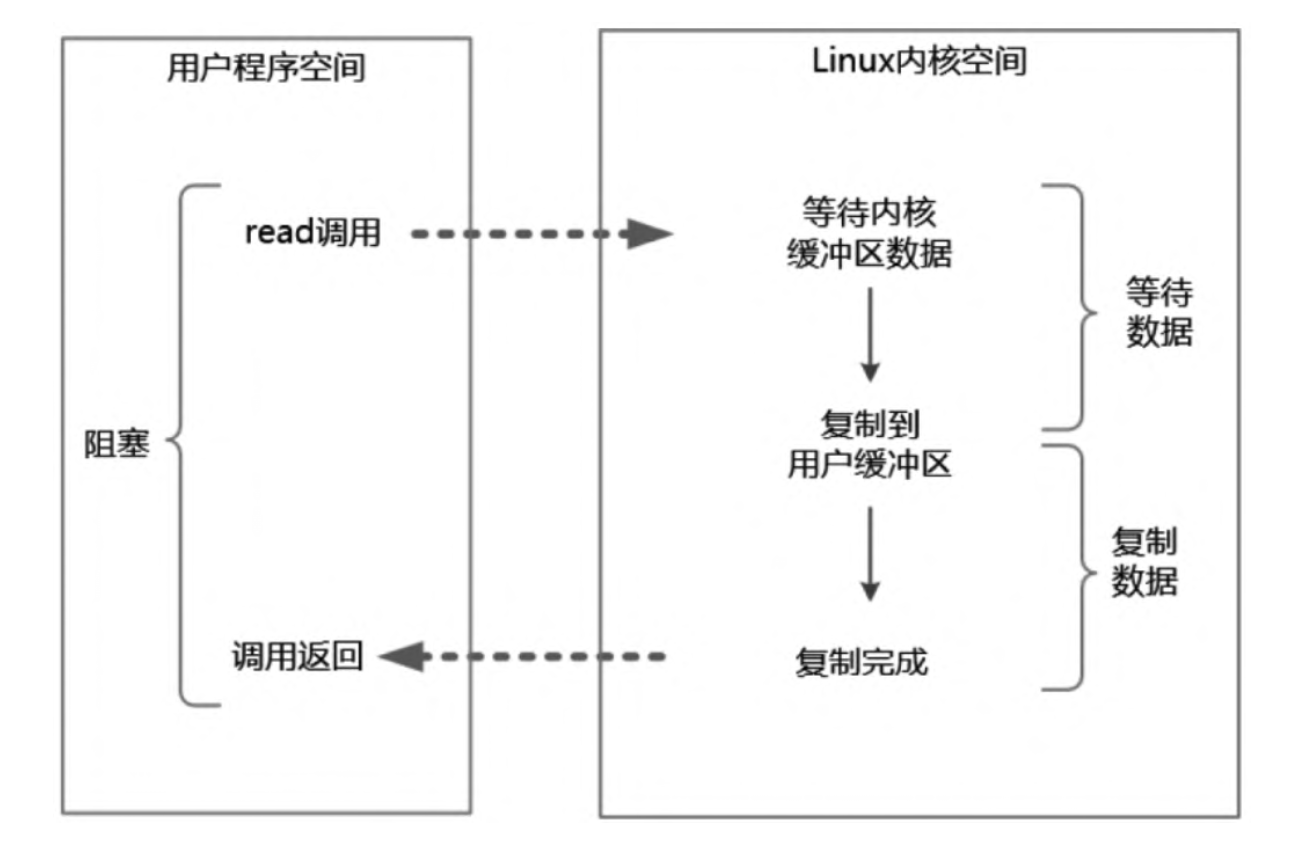 用户程序空间
Linux内核空间
read调用
等待内核
缓冲区数据
等待
数据
阻塞
复制到
用户缓冲区
复制
数据
调用返回
复制完成